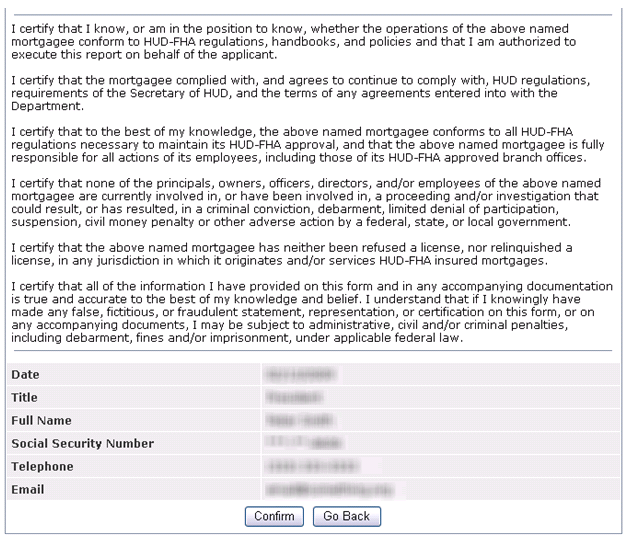 I certify that I know, or am in the position to know, whether the operations of the above named
mortgagee conform to HUD-FHA regulations, handbooks, and policies and that I am authorized to
execute this report on behalf of the applicant.
I certify that the mortgagee complied with, and agrees to continue to comply with, HUD regulations,
requirements of the Secretary of HUD, and the terms of any agreements entered into with the
Department.
I certify that to the best of my knowledge, the above named mortgagee conforms to all HUD-FHA
regulations necessary to maintain its HUD-FHA approval, and that the above named mortgagee is fully
responsible for all actions of its employees, including those of its HUD-FHA approved branch offices.
I certify that none of the principals, owners, officers, directors, and/or employees of the above named
mortgagee are currently involved in, or have been involved in, a proceeding and/or investigation that
could result, or has resulted, in a criminal conviction, debarment, limited denial of participation,
suspension, civil money penalty or other adverse action by a federal, state, or local government.
I certify that the above named mortgagee has neither been refused a license, nor relinquished a
license, in any jurisdiction in which it originates and/or services HUD-FHA insured mortgages.
I certify that all of the information I have provided on this form and in any accompanying documentation
is true and accurate to the best of my knowledge and belief. I understand that if I knowingly have
made any false, fictitious, or fraudulent statement, representation, or certification on this form, or on
any accompanying documents, I may be subject to administrative, civil and/or criminal penalties,
including debarment, fines and/or imprisonment, under applicable federal law.
Date
Title
Full Name
Social Security Number
Telephone
Email
Confirm Go Back